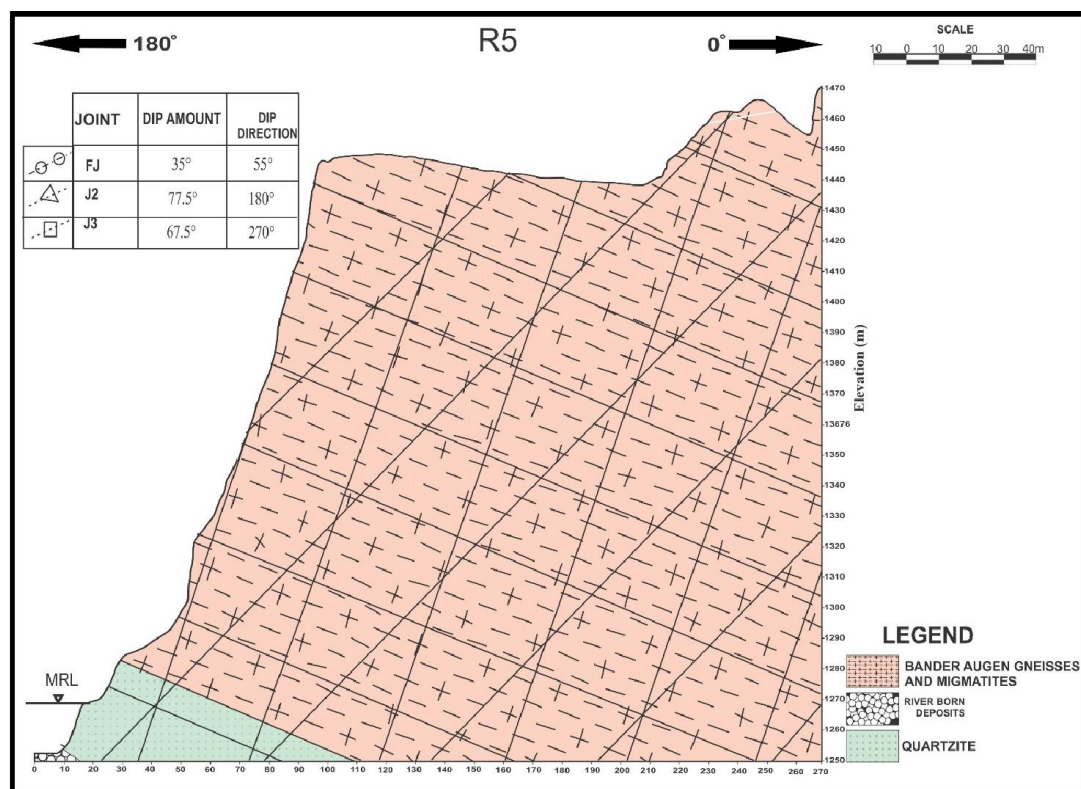 180°
R5
0°
SCALE
10 0 10 20 30 40m
JOINT DIP AMOUNT DIP DIRECTION
FJ 35° 55°
J2 77.5° 180°
J3 67.5° 270°
1470
1460
1450
1440
1430
1420
1410
1400
1390
1380
1370
13676
1350
1340
1330
1320
1310
1300
1290
1280
1270
1260
1250
Elevation (m)
MRL
0 10 20 30 40 50 60 70 80 90 100 110 120 130 140 150 160 170 180 190 200 210 220 230 240 250 260 270
LEGEND
BANDER AUGEN GNEISSES
AND MIGMATITES
RIVER BORN
DEPOSITS
QUARTZITE